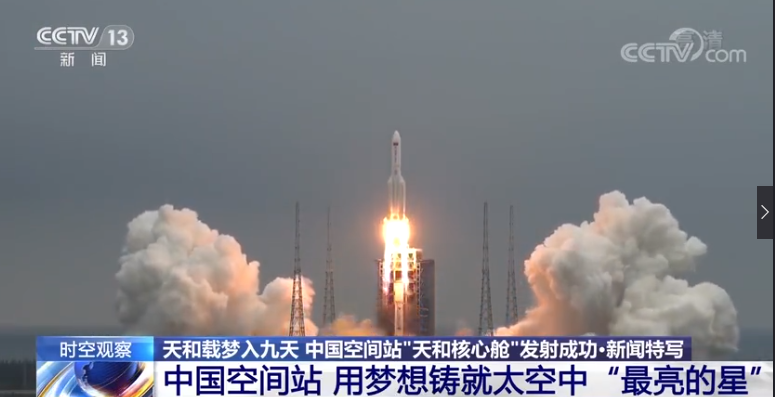 CCTV 13
新闻
高清
CCTV.com
时空观察
天和载梦入九天 中国空间站"天和核心舱"发射成功·新闻特写
中国空间站 用梦想铸就太空中“最亮的星”